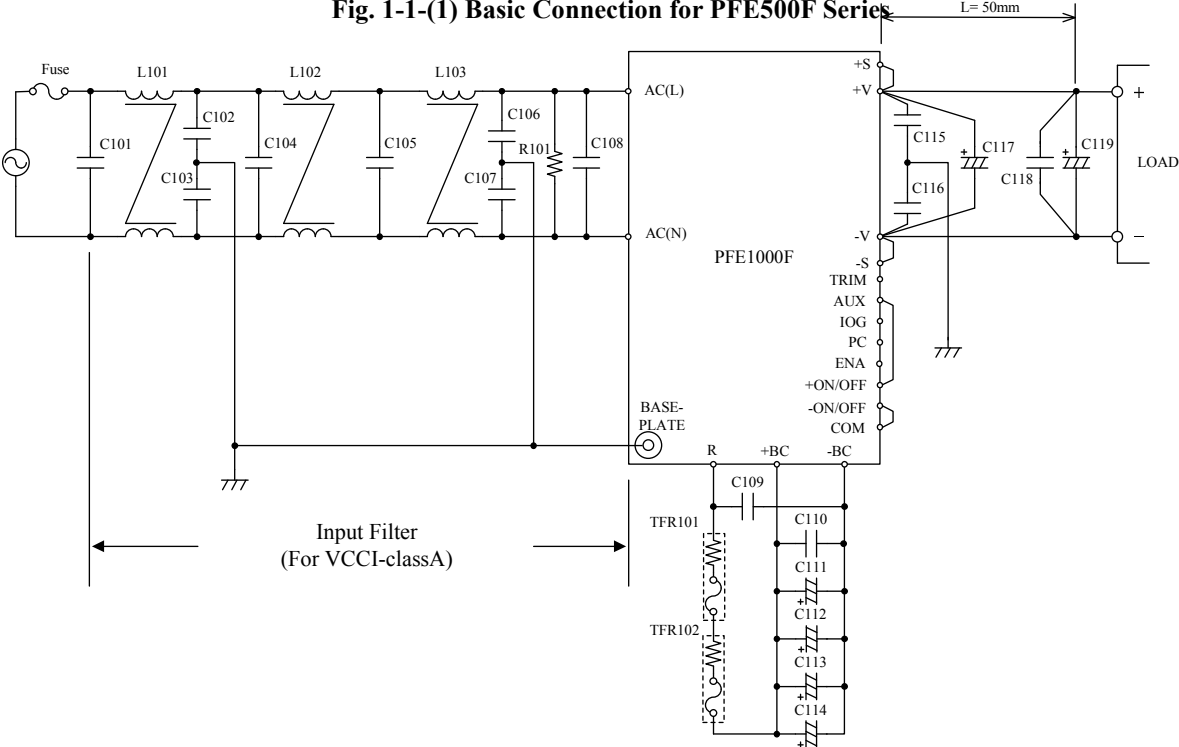 Fig. 1-1-(1) Basic Connection for PFE500F Series
L= 50mm
Fuse
L101
L102
L103
C101
C102
C103
C104
C105
C106
C107
R101
C108
AC(L)
AC(N)
PFE1000F
BASE-
PLATE
R
+BC
-BC
+S
+V
-V
-S
TRIM
AUX
IOG
PC
ENA
+ON/OFF
-ON/OFF
COM
C115
C116
C117
C118
C119
+
+
+
LOAD
–
Input Filter
(For VCCI-classA)
C109
TFR101
TFR102
C110
C111
+
C112
+
C113
+
C114
+